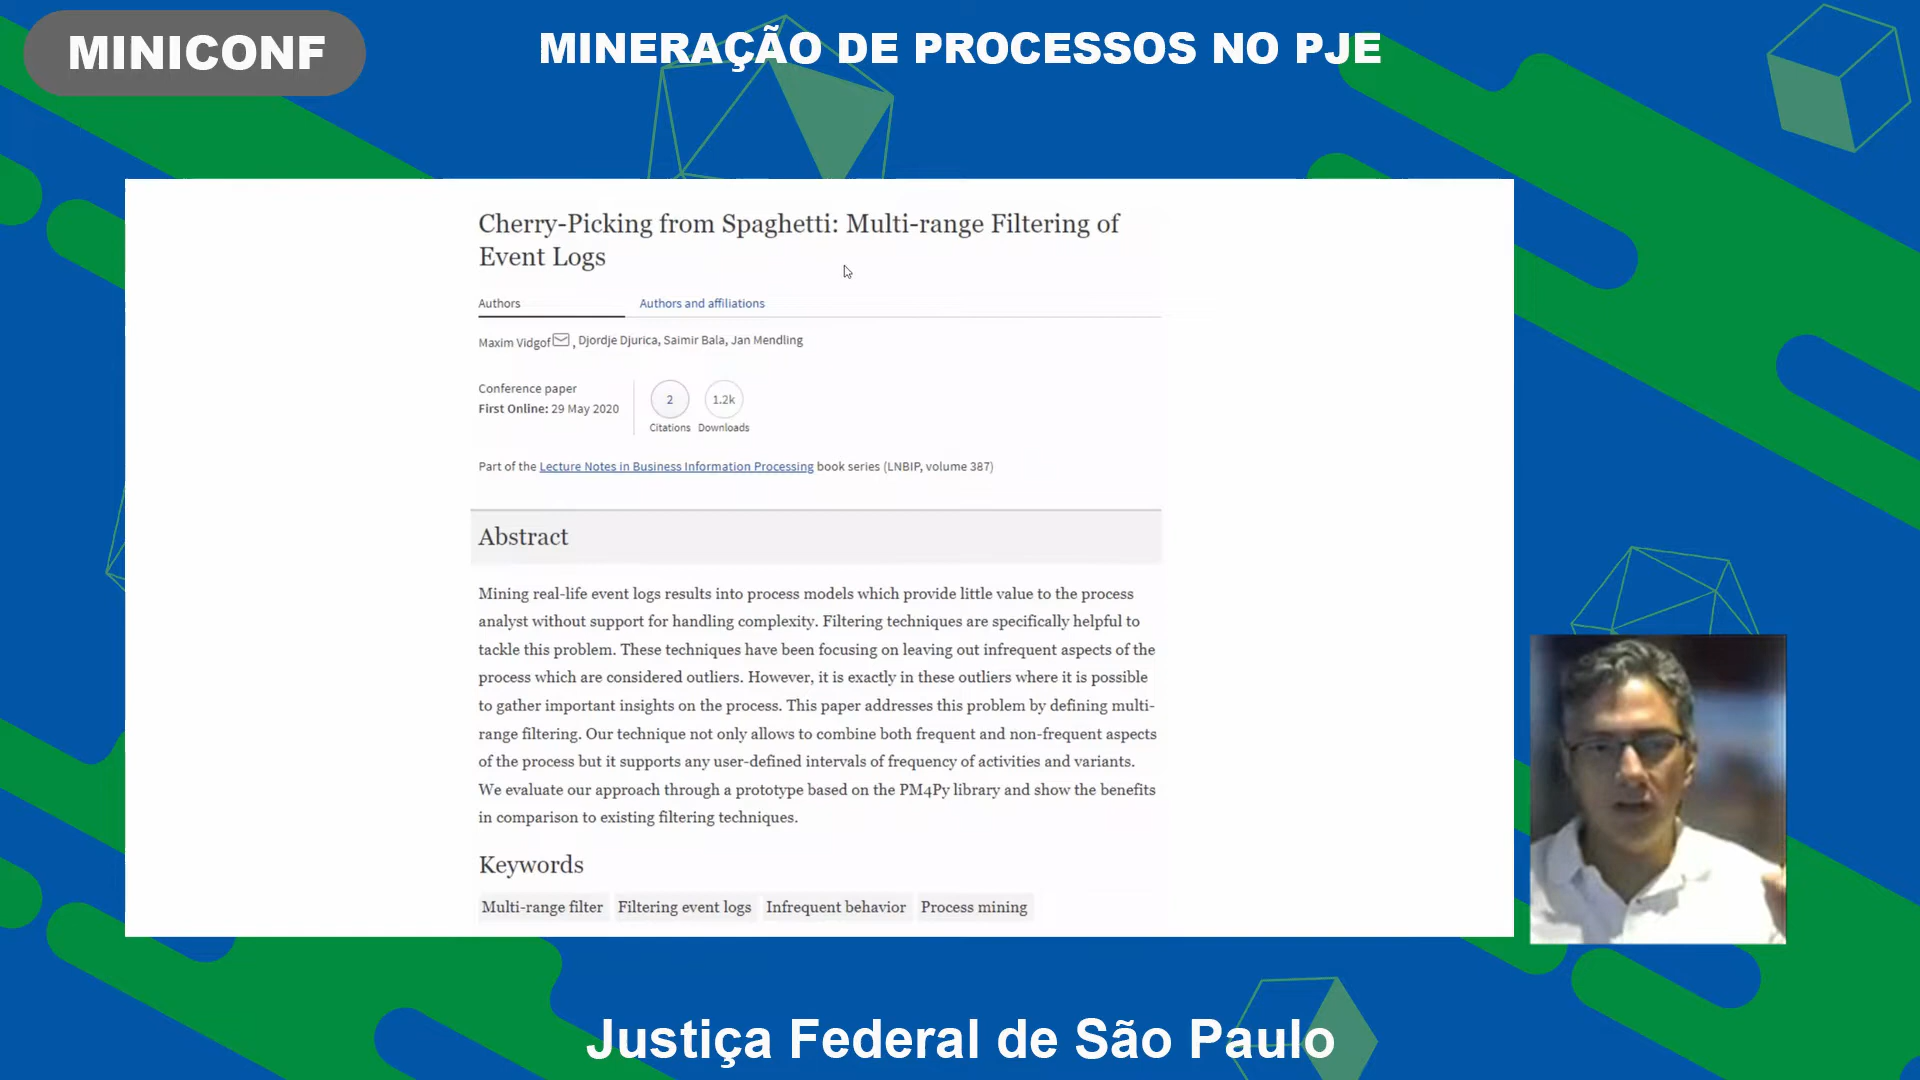 MINICONF
MINERAÇÃO DE PROCESSOS NO PJE
Cherry-Picking from Spaghetti: Multi-range Filtering of
Event Logs
Authors
Authors and affiliations
Maxim Vidgof , Djordje Djurica, Saimir Bala, Jan Mendling
Conference paper
First Online: 29 May 2020
2
Citations
1.2k
Downloads
Part of the Lecture Notes in Business Information Processing book series (LNBIP, volume 387)
Abstract
Mining real-life event logs results into process models which provide little value to the process
analyst without support for handling complexity. Filtering techniques are specifically helpful to
tackle this problem. These techniques have been focusing on leaving out infrequent aspects of the
process which are considered outliers. However, it is exactly in these outliers where it is possible
to gather important insights on the process. This paper addresses this problem by defining multi-
range filtering. Our technique not only allows to combine both frequent and non-frequent aspects
of the process but it supports any user-defined intervals of frequency of activities and variants.
We evaluate our approach through a prototype based on the PM4Py library and show the benefits
in comparison to existing filtering techniques.
Keywords
Multi-range filter Filtering event logs Infrequent behavior Process mining
Justiça Federal de São Paulo